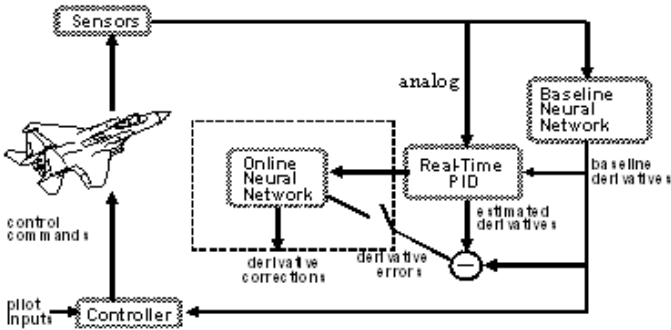 Sensors
analog
Baseline
Neural
Network
Online
Neural
Network
Real-Time
PID
baseline
derivatives
control
commands
estimated
derivatives
derivative
corrections
derivative
errors
pilot
Inputs
Controller